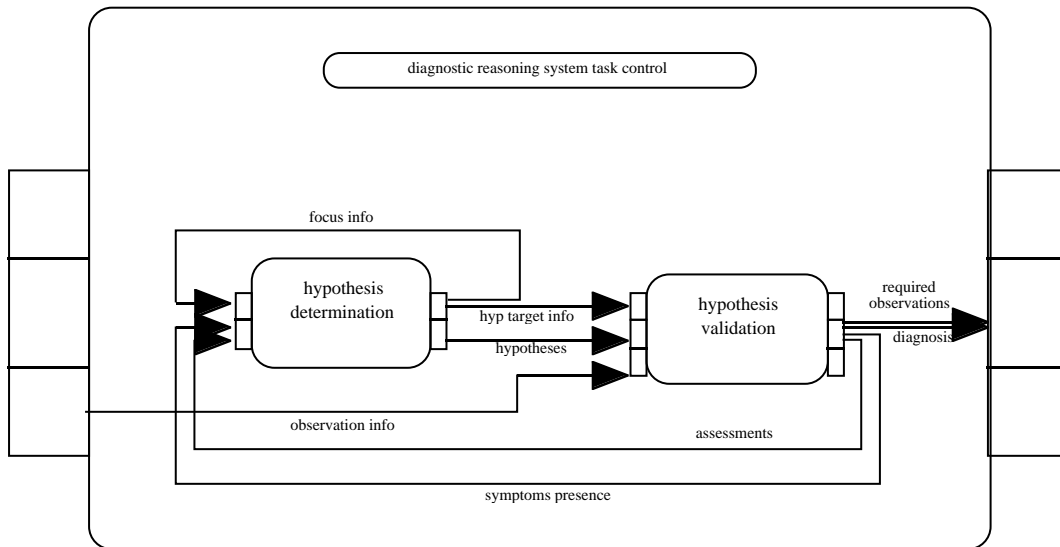 diagnostic reasoning system task control
focus info
hypothesis
determination
hyp target info
hypotheses
hypothesis
validation
required
observations
diagnosis
observation info
assessments
symptoms presence